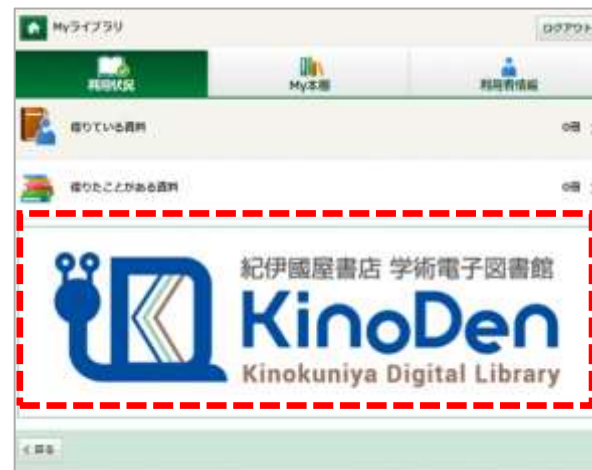 Myライブラリ
ログアウト
利用状況
My本棚
利用者情報
借りている資料
0冊
借りたことがある資料
0冊
紀伊國屋書店 学術電子図書館
KinoDen
Kinokuniya Digital Library
< 戻る